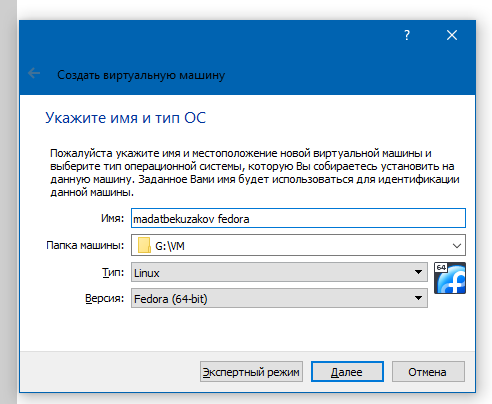 ?
Создать виртуальную машину
Укажите имя и тип ОС
Пожалуйста укажите имя и местоположение новой виртуальной машины и
выберите тип операционной системы, которую Вы собираетесь установить на
данную машину. Заданное Вами имя будет использоваться для идентификации
данной машины.
Имя: madatbekuzakov fedora
Папка машины: G:\VM
Тип: Linux
64
Версия: Fedora (64-bit)
Экспертный режим Далее Отмена